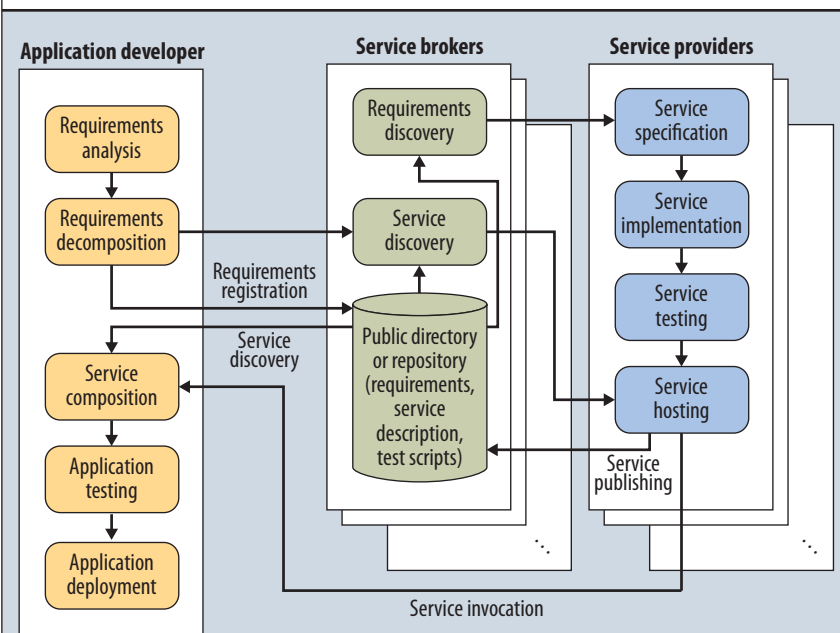 Application developer
Requirements
analysis
Requirements
decomposition
Requirements
registration
Service
discovery
Service
composition
Application
testing
Application
deployment
Service brokers
Requirements
discovery
Service
discovery
Public directory
or repository
(requirements,
service
description,
test scripts)
...
Service providers
Service
specification
Service
implementation
Service
testing
Service
hosting
Service
publishing
...
Service invocation